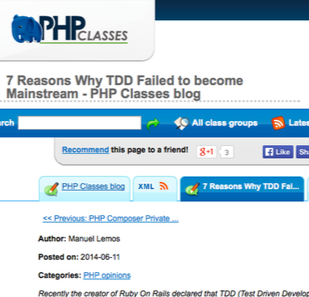 PHP CLASSES
7 Reasons Why TDD Failed to become
Mainstream - PHP Classes blog
rch All class groups Lates
Recommend this page to a friend! g+1 3 Like Sh
PHP Classes blog XML 7 Reasons Why TDD Fai...
<< Previous: PHP Composer Private ...
Author: Manuel Lemos
Posted on: 2014-06-11
Categories: PHP opinions
Recently the creator of Ruby On Rails declared that TDD (Test Driven Develop